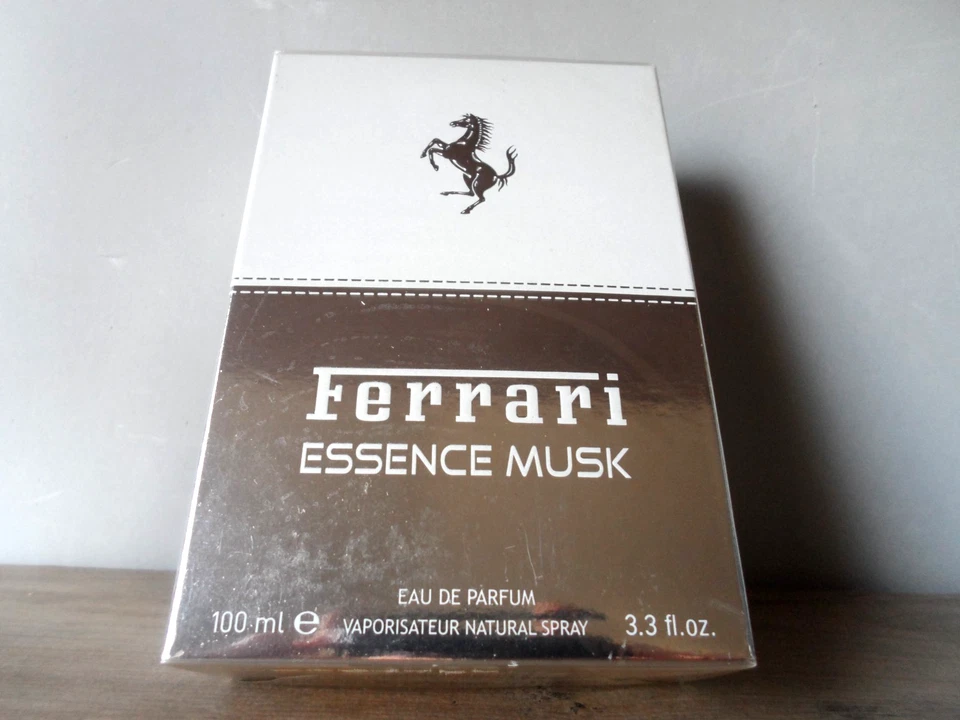 Ferrari
ESSENCE MUSK
EAU DE PARFUM
100 ml e VAPORISATEUR NATURAL SPRAY 3.3 fl.oz.